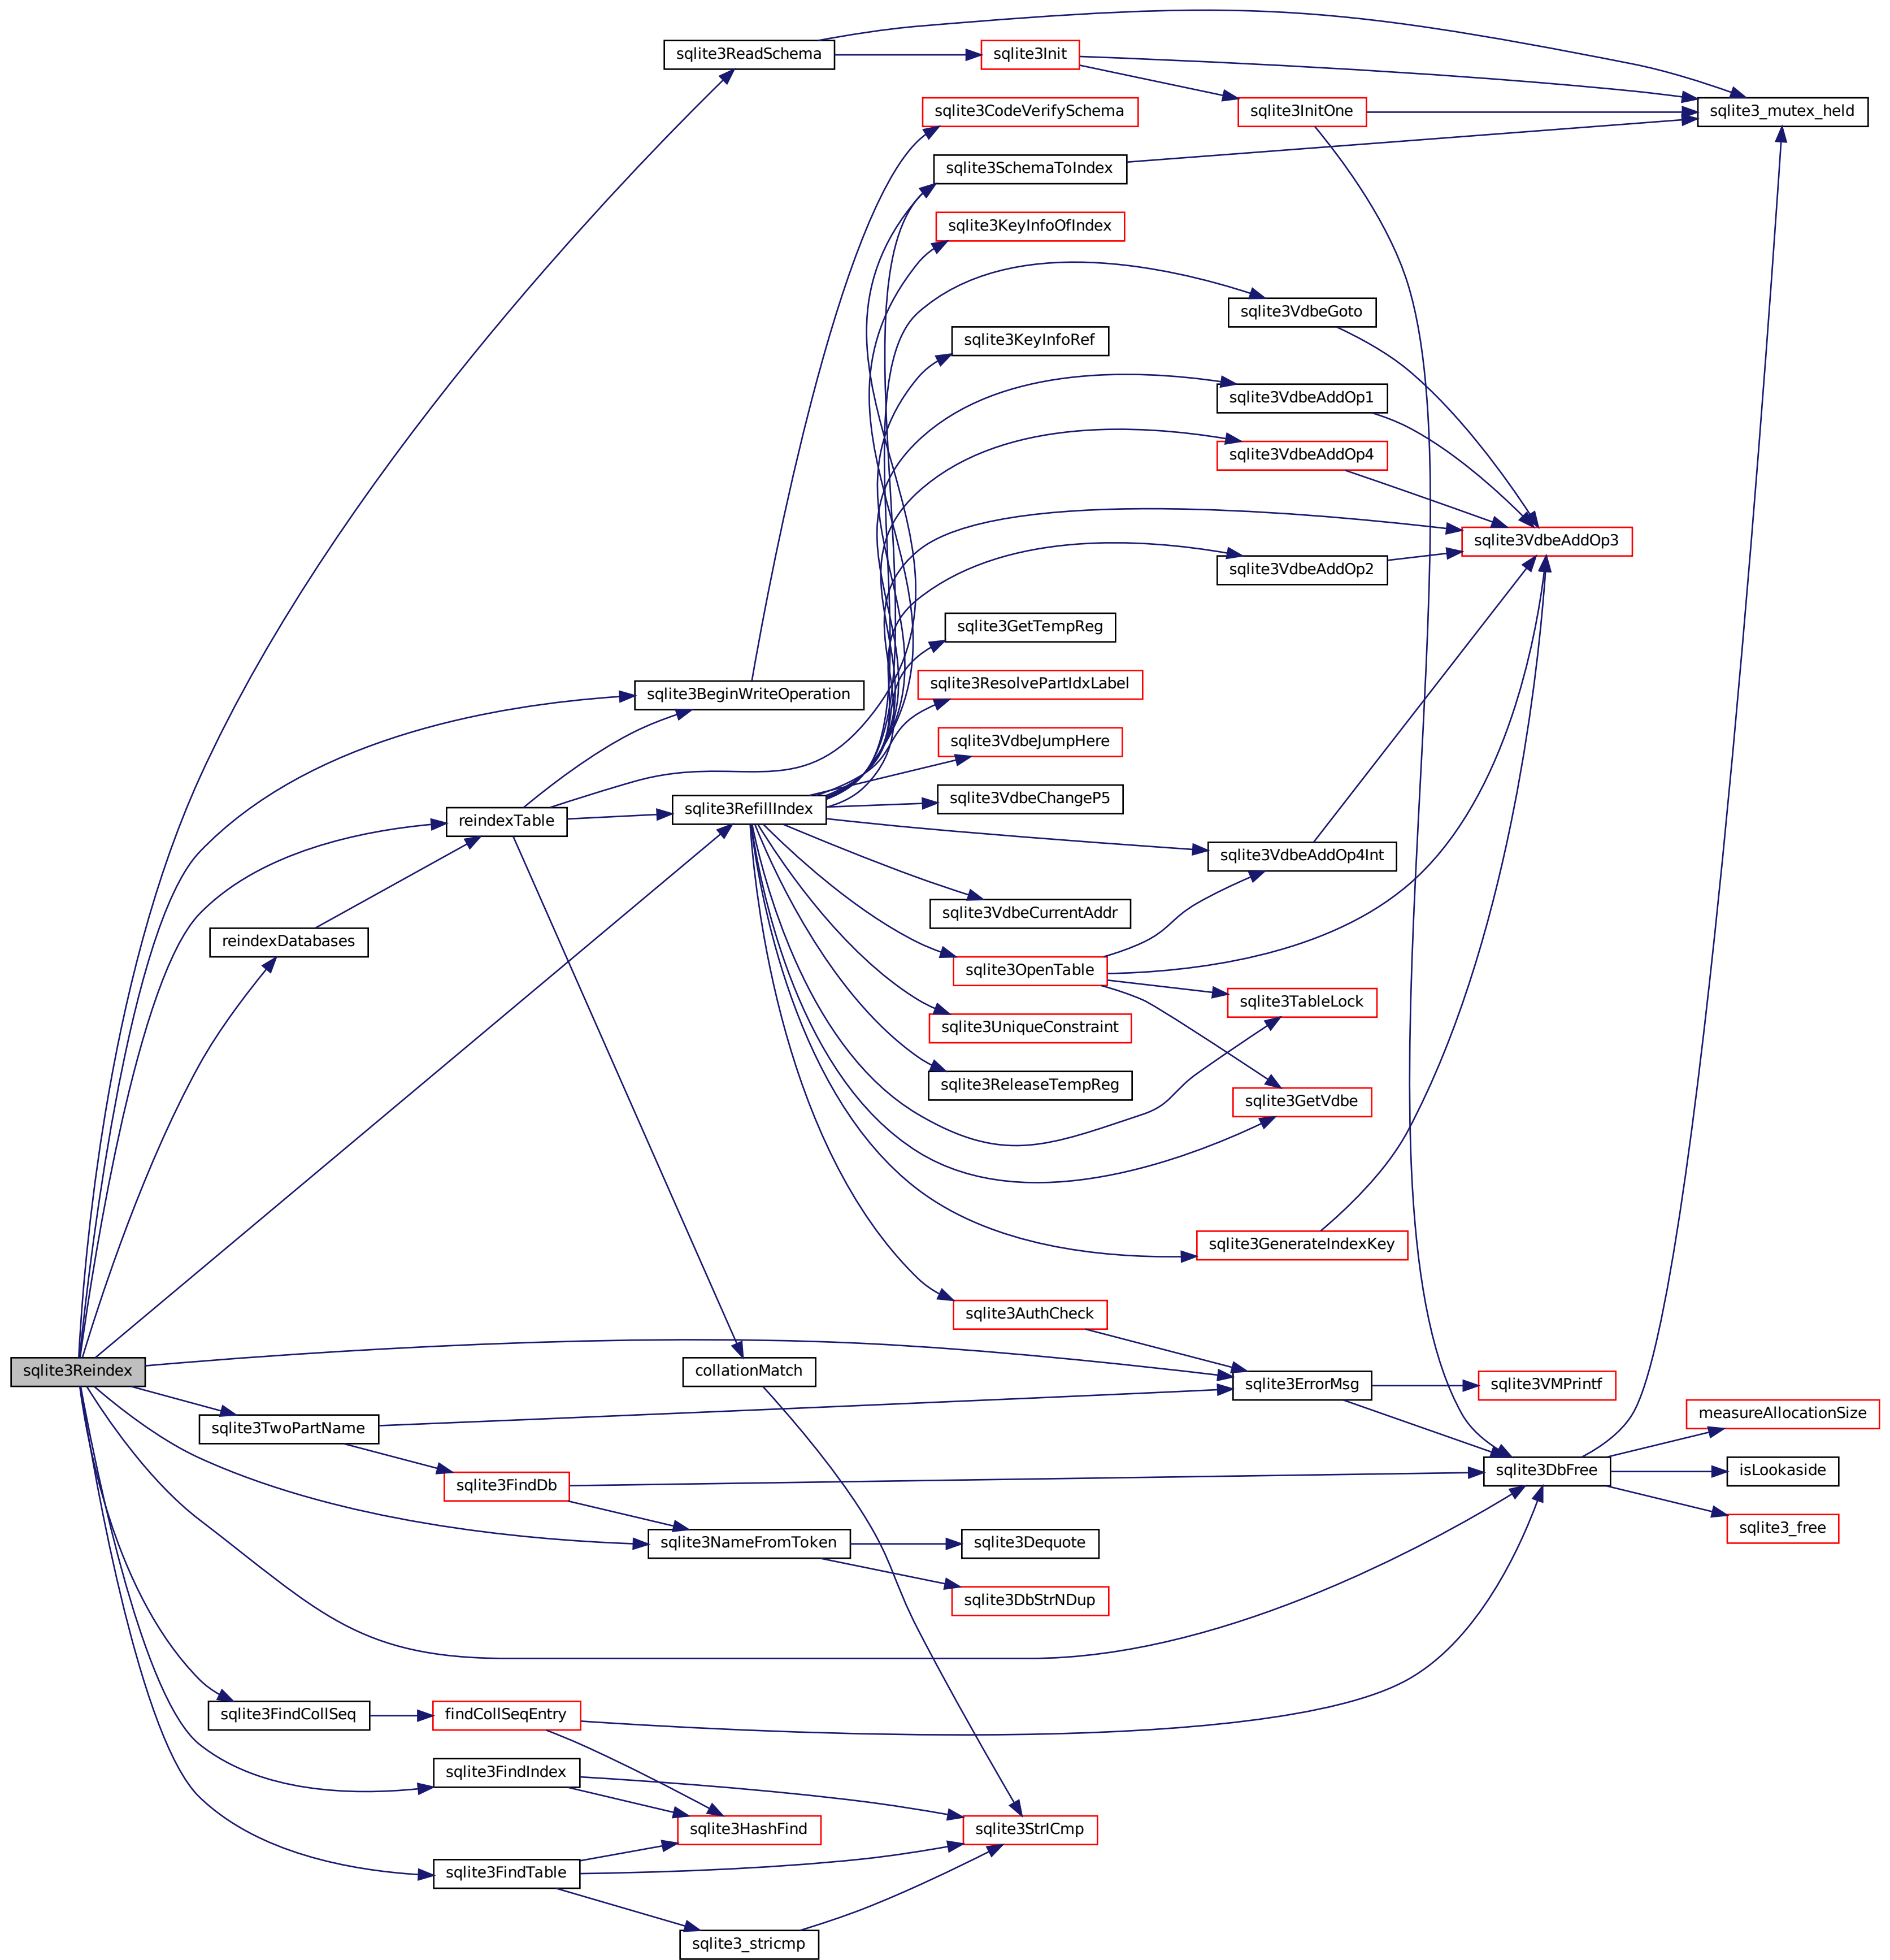 sqlite3ReadSchema
sqlite3Init
sqlite3CodeVerifySchema
sqlite3InitOne
sqlite3_mutex_held
sqlite3SchemaToIndex
sqlite3KeyInfoOfIndex
sqlite3VdbeGoto
sqlite3KeyInfoRef
sqlite3VdbeAddOp1
sqlite3VdbeAddOp4
sqlite3VdbeAddOp3
sqlite3VdbeAddOp2
sqlite3GetTempReg
sqlite3BeginWriteOperation
sqlite3ResolvePartIdxLabel
sqlite3VdbeJumpHere
sqlite3VdbeChangeP5
reindexTable
sqlite3RefillIndex
sqlite3VdbeAddOp4Int
sqlite3VdbeCurrentAddr
reindexDatabases
sqlite3OpenTable
sqlite3TableLock
sqlite3UniqueConstraint
sqlite3ReleaseTempReg
sqlite3GetVdbe
sqlite3GenerateIndexKey
sqlite3AuthCheck
sqlite3Reindex
collationMatch
sqlite3ErrorMsg
sqlite3VMPrintf
sqlite3TwoPartName
measureAllocationSize
sqlite3FindDb
sqlite3DbFree
isLookaside
sqlite3NameFromToken
sqlite3Dequote
sqlite3_free
sqlite3DbStrNDup
sqlite3FindCollSeq
findCollSeqEntry
sqlite3FindIndex
sqlite3HashFind
sqlite3StrICmp
sqlite3FindTable
sqlite3_stricmp